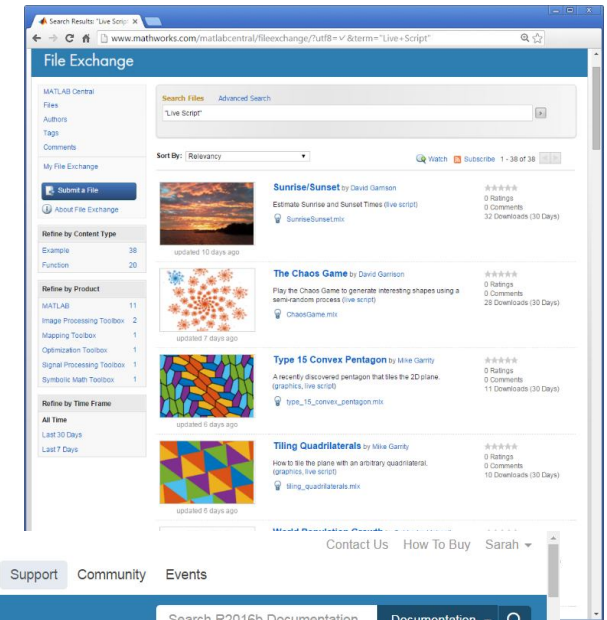 Search Results: "Live Script
www.mathworks.com/matlabcentral/fileexchange/?utf8=✓&term="Live+Script"
File Exchange
MATLAB Central
Files
Authors
Tags
Comments
My File Exchange
Submit a File
About File Exchange
Refine by Content Type
Example 38
Function 20
Refine by Product
MATLAB 11
Image Processing Toolbox 2
Mapping Toolbox 1
Optimization Toolbox 1
Signal Processing Toolbox 1
Symbolic Math Toolbox 1
Refine by Time Frame
All Time
Last 30 Days
Last 7 Days
Search Files Advanced Search
"Live Script"
Sort By: Relevancy
Watch Subscribe 1 - 38 of 38
Sunrise/Sunset by David Garrison
Estimate Sunrise and Sunset Times (live script)
SunriseSunset.mlx
updated 10 days ago
0 Ratings
0 Comments
32 Downloads (30 Days)
The Chaos Game by David Garrison
Play the Chaos Game to generate interesting shapes using a
semi-random process (live script)
ChaosGame.mlx
updated 7 days ago
0 Ratings
0 Comments
28 Downloads (30 Days)
Type 15 Convex Pentagon by Mike Garrity
A recently discovered pentagon that tiles the 2D plane.
(graphics, live script)
type_15_convex_pentagon.mlx
updated 6 days ago
0 Ratings
0 Comments
11 Downloads (30 Days)
Tiling Quadrilaterals by Mike Garrity
How to tile the plane with an arbitrary quadrilateral.
(graphics, live script)
tiling_quadrilaterals.mlx
updated 6 days ago
0 Ratings
0 Comments
10 Downloads (30 Days)
World Population Growth
Contact Us How To Buy Sarah
Support Community Events
Search R2016b Documentation Documentation